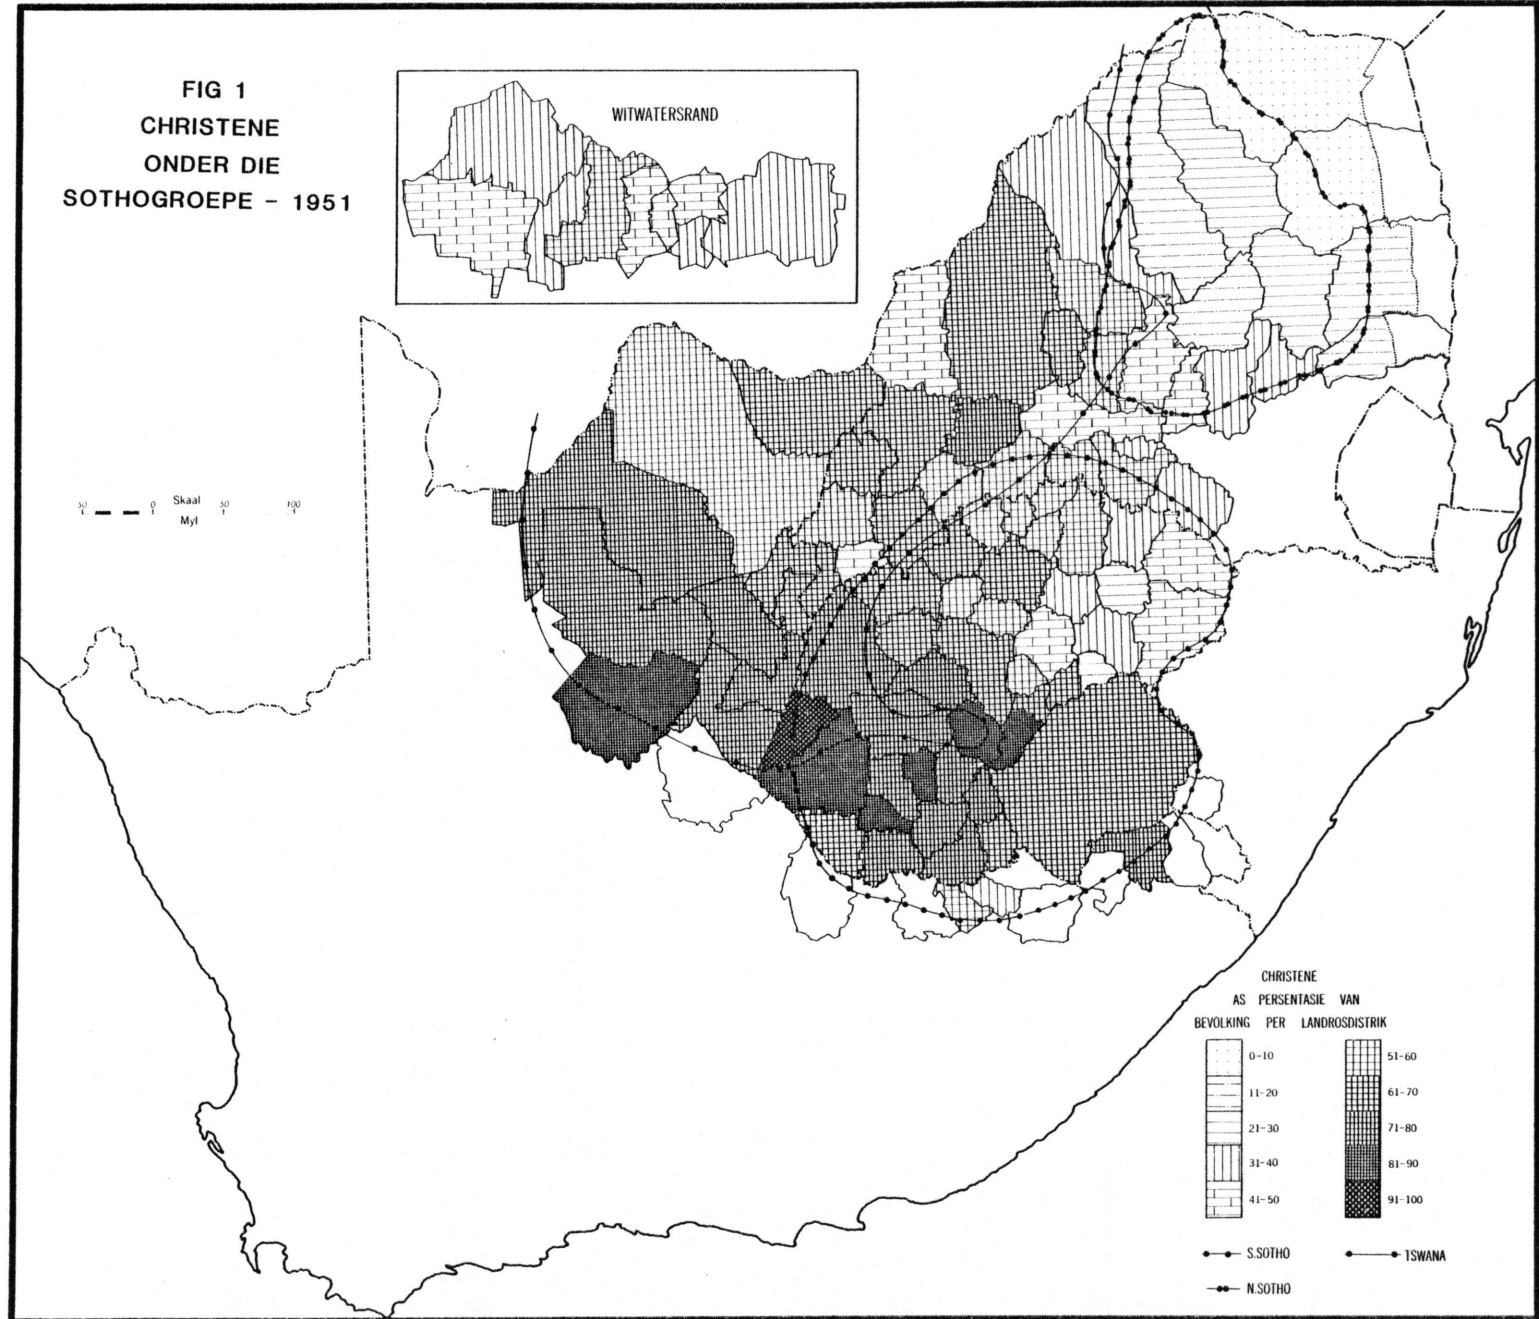 FIG 1
CHRISTENE
ONDER DIE
SOTHOGROEPE - 1951
WITWATERSRAND
Skaal
50 0 50 100
Myl
CHRISTENE
AS PERSENTASIE VAN
BEVOLKING PER LANDROSDISTRIK
0-10
11-20
21-30
31-40
41-50
51-60
61-70
71-80
81-90
91-100
S.SOTHO
TSWANA
N.SOTHO